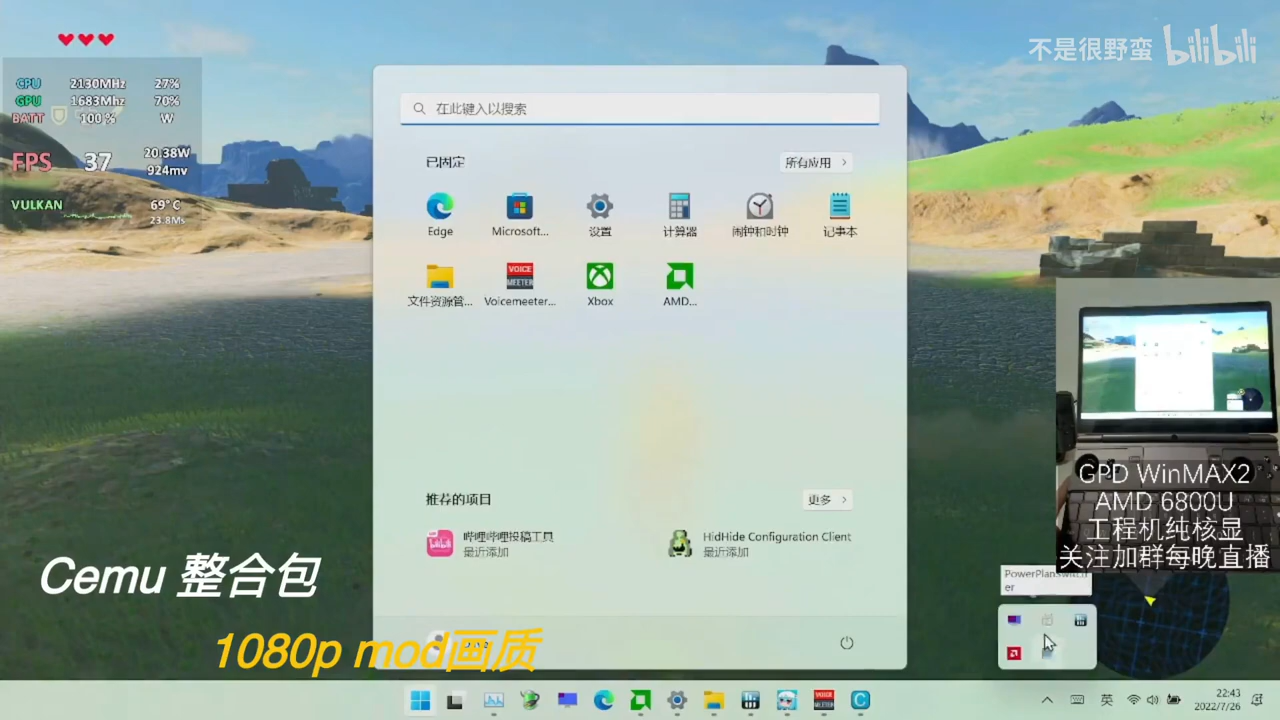 不是很野蛮 bilibili
CPU 2130MHz 27%
GPU 1683Mhz 70%
BATT 100 % W
FPS 37 20.38W
924mv
VULKAN 69°C
23.8Ms
在此键入以搜索
已固定
所有应用
Edge
Microsoft...
设置
计算器
闹钟和时钟
记事本
文件资源管...
VOICE
MEETER
Voicemeeter...
Xbox
AMD...
推荐的项目
更多
哔哩哔哩投稿工具
最近添加
HidHide Configuration Client
最近添加
GPD WinMAX2
AMD 6800U
工程机纯核显
关注加群每晚直播
Cemu 整合包
1080p mod画质
英
22:43
2022/7/26